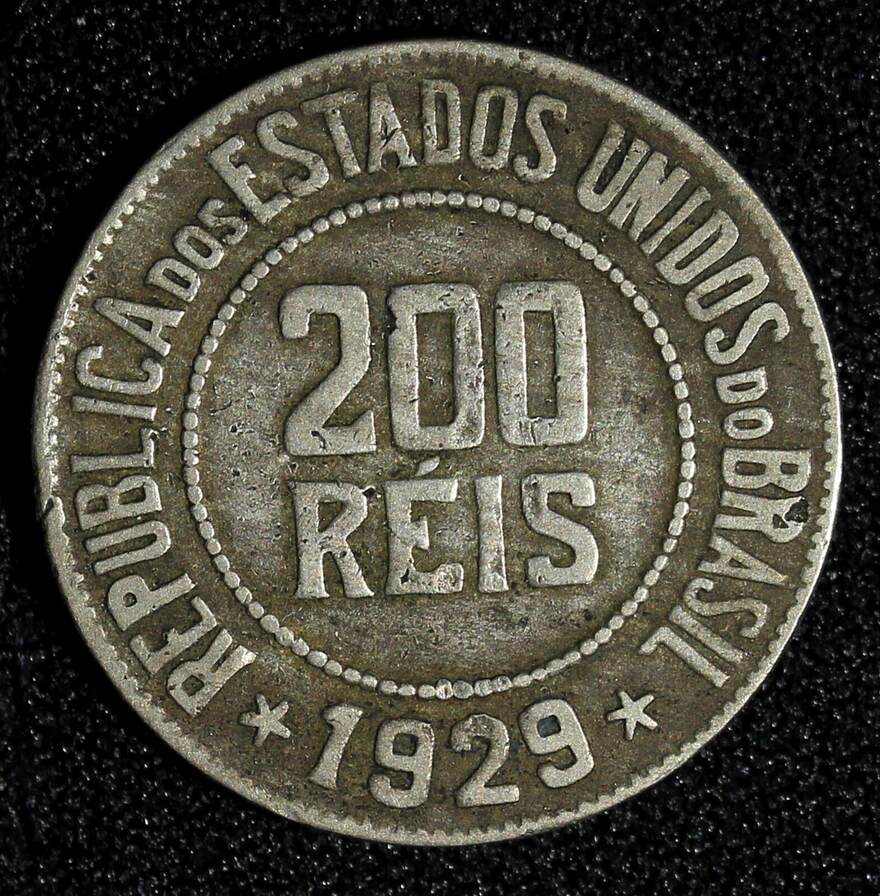 REPUBLICA DOS ESTADOS UNIDOS DO BRASIL
200
RÉIS
* 1929 *